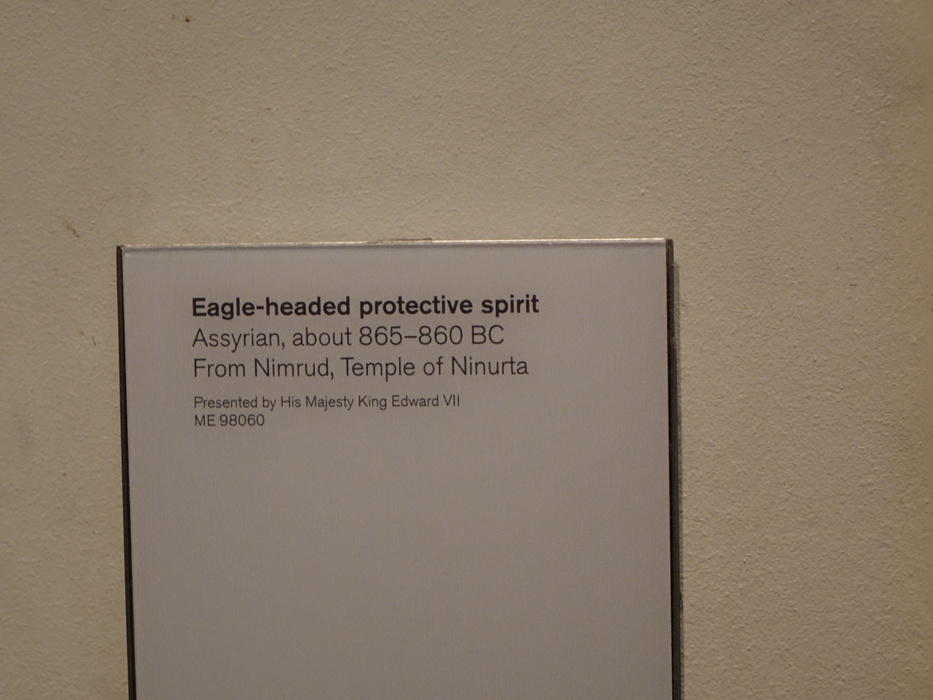 Eagle-headed protective spirit
Assyrian, about 865–860 BC
From Nimrud, Temple of Ninurta
Presented by His Majesty King Edward VII
ME 98060